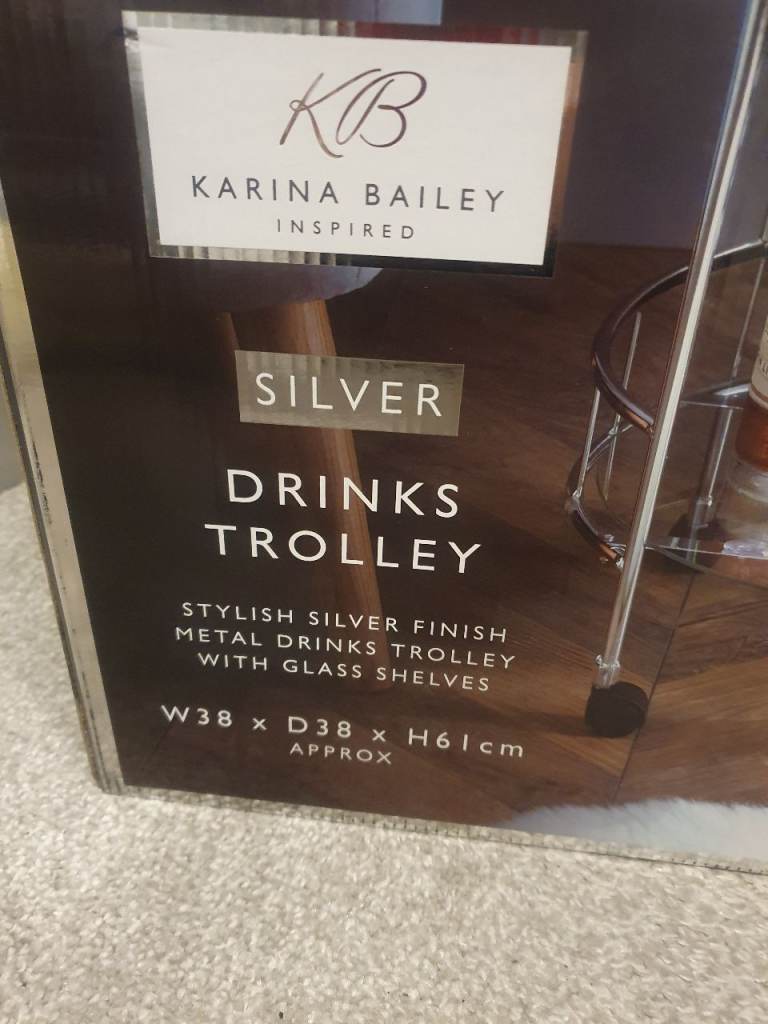 KB
KARINA BAILEY
INSPIRED
SILVER
DRINKS
TROLLEY
STYLISH SILVER FINISH
METAL DRINKS TROLLEY
WITH GLASS SHELVES
W38 x D38 x H61cm
APPROX